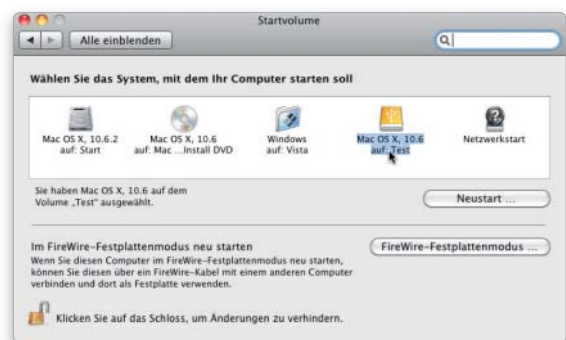 Startvolume
Alle einblenden
Wählen Sie das System, mit dem Ihr Computer starten soll
Mac OS X, 10.6.2
auf: Start
Mac OS X, 10.6
auf: Mac ...Install DVD
Windows
auf: Vista
Mac OS X, 10.6
auf: Test
Netzwerkstart
Sie haben Mac OS X, 10.6 auf dem
Volume „Test“ ausgewählt.
Neustart ...
Im FireWire-Festplattenmodus neu starten
FireWire-Festplattenmodus ...
Wenn Sie diesen Computer im FireWire-Festplattenmodus neu starten,
können Sie diesen über ein FireWire-Kabel mit einem anderen Computer
verbinden und dort als Festplatte verwenden.
Klicken Sie auf das Schloss, um Änderungen zu verhindern.